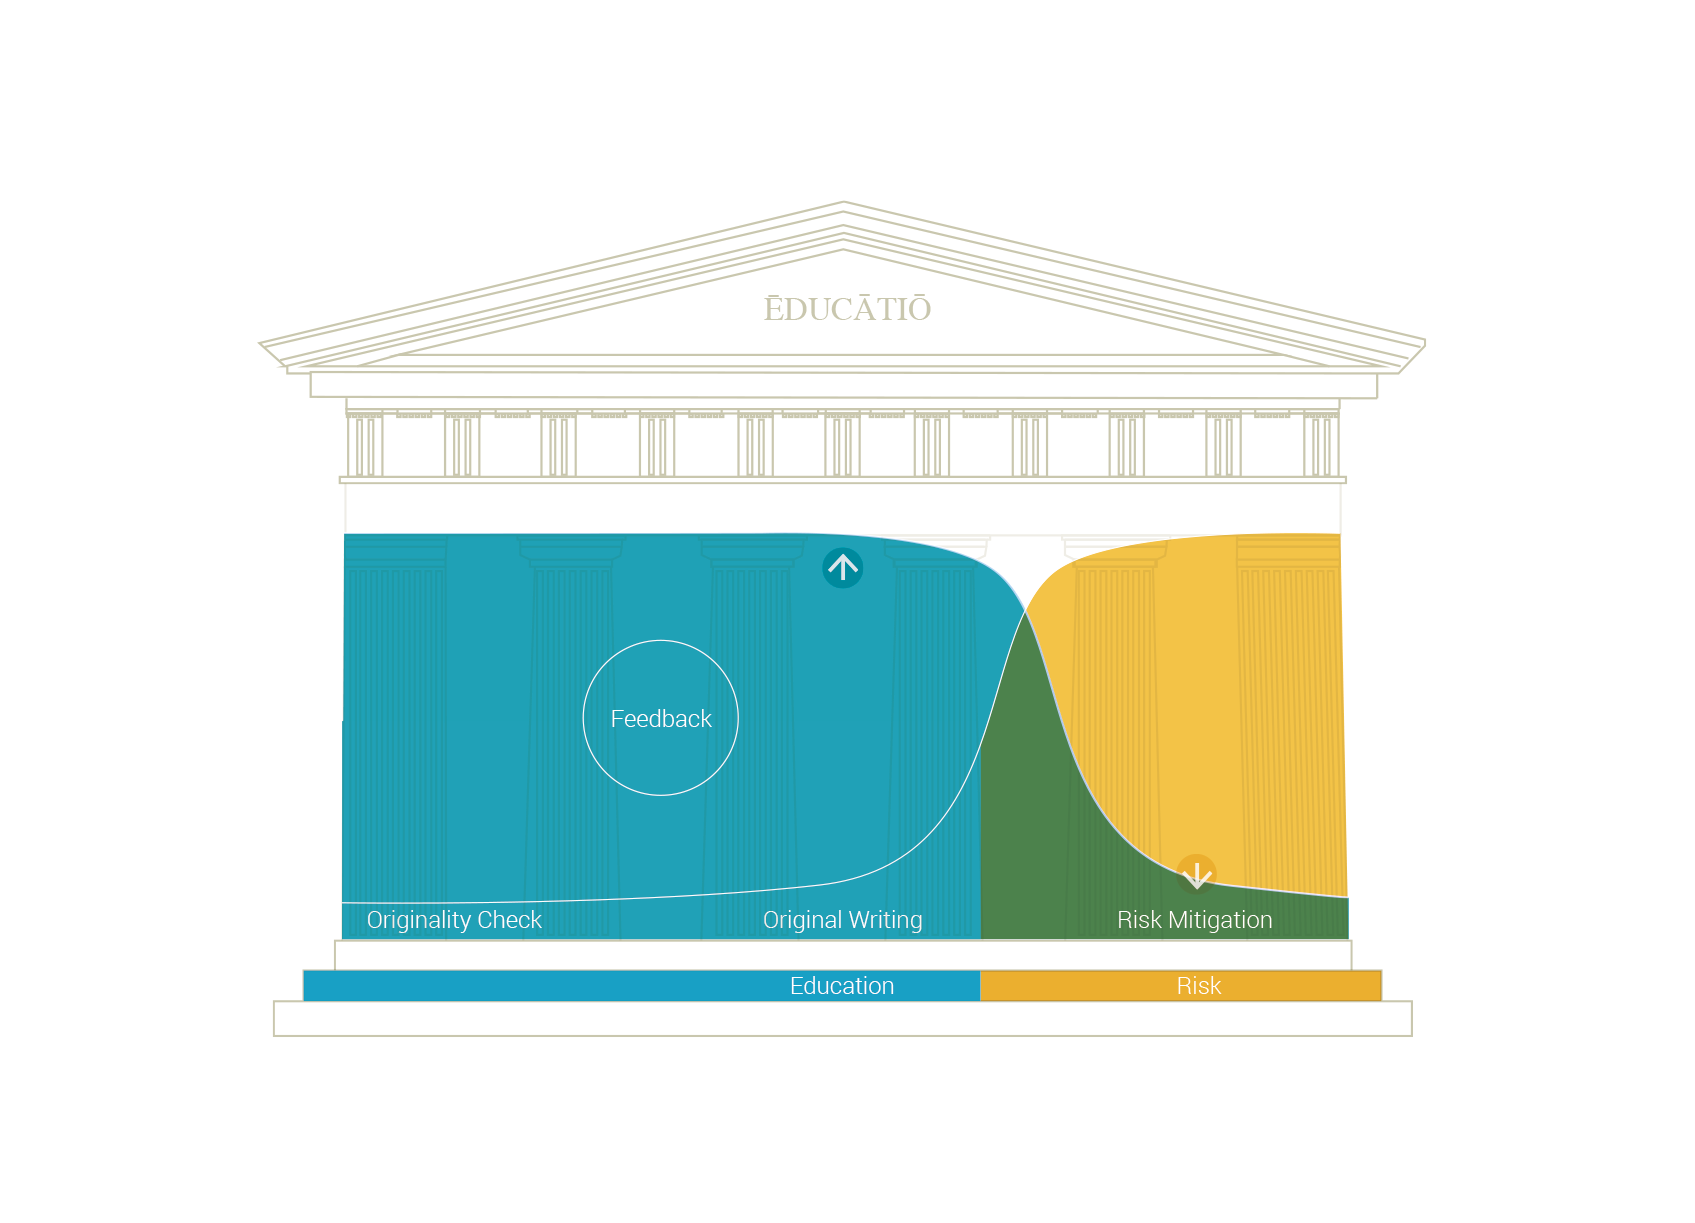 ĒDUCĀTIŌ
Feedback
Originality Check
Original Writing
Risk Mitigation
Education
Risk